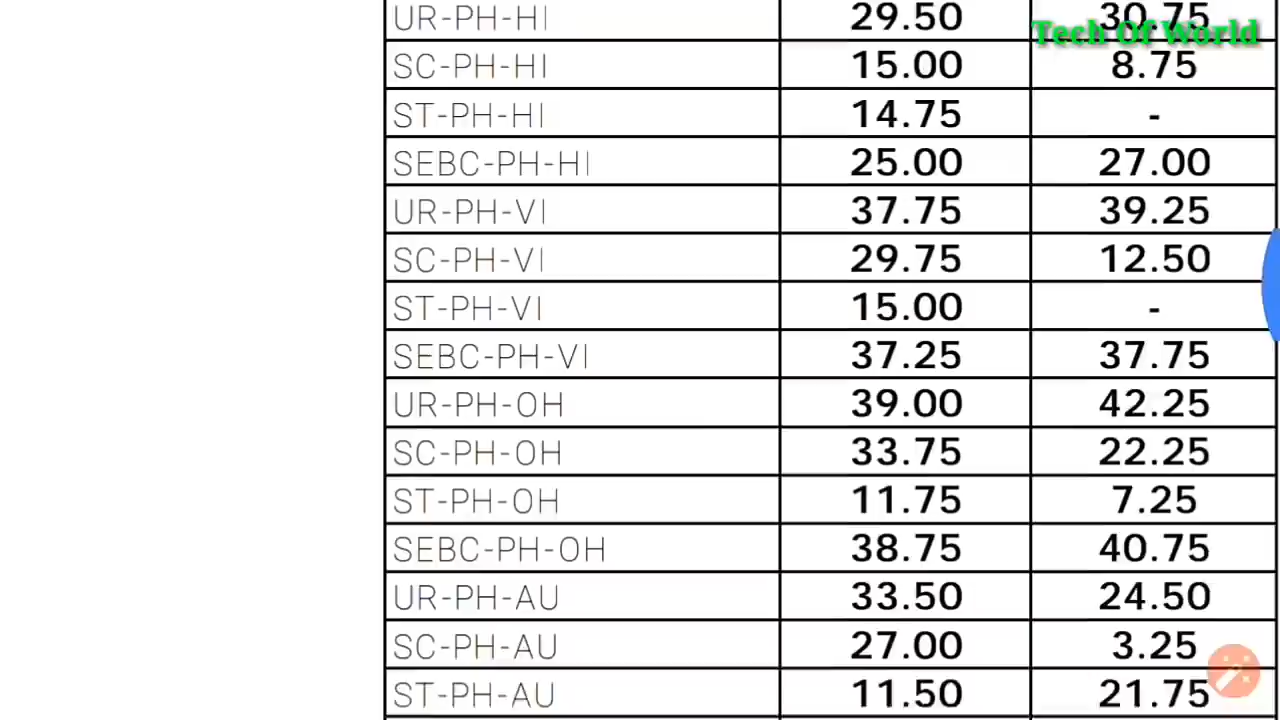 UR-PH-HI 29.50 30.75
Tech Of World
SC-PH-HI 15.00 8.75
ST-PH-HI 14.75 -
SEBC-PH-HI 25.00 27.00
UR-PH-VI 37.75 39.25
SC-PH-VI 29.75 12.50
ST-PH-VI 15.00 -
SEBC-PH-VI 37.25 37.75
UR-PH-OH 39.00 42.25
SC-PH-OH 33.75 22.25
ST-PH-OH 11.75 7.25
SEBC-PH-OH 38.75 40.75
UR-PH-AU 33.50 24.50
SC-PH-AU 27.00 3.25
ST-PH-AU 11.50 21.75